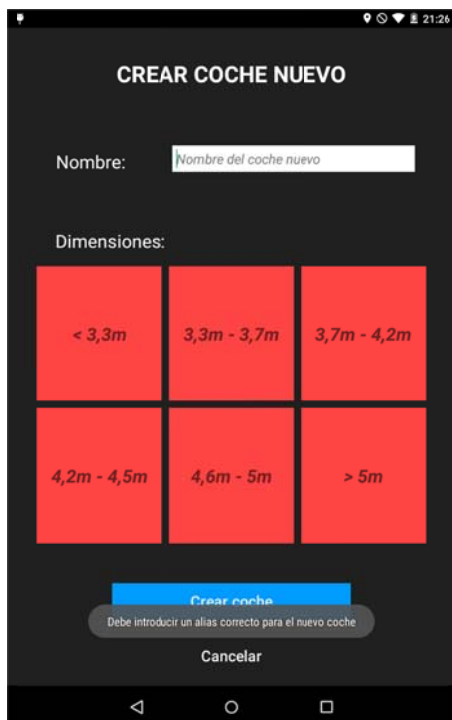 21:26
CREAR COCHE NUEVO
Nombre:
Nombre del coche nuevo
Dimensiones:
< 3,3m
3,3m - 3,7m
3,7m - 4,2m
4,2m - 4,5m
4,6m - 5m
> 5m
Crear coche
Debe introducir un alias correcto para el nuevo coche
Cancelar